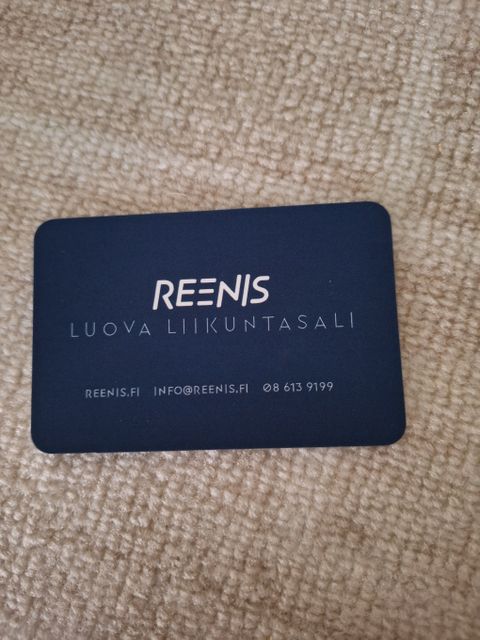 REENIS
LUOVA LIIKUNTASALI
REENIS.FI INFO@REENIS.FI 08 613 9199